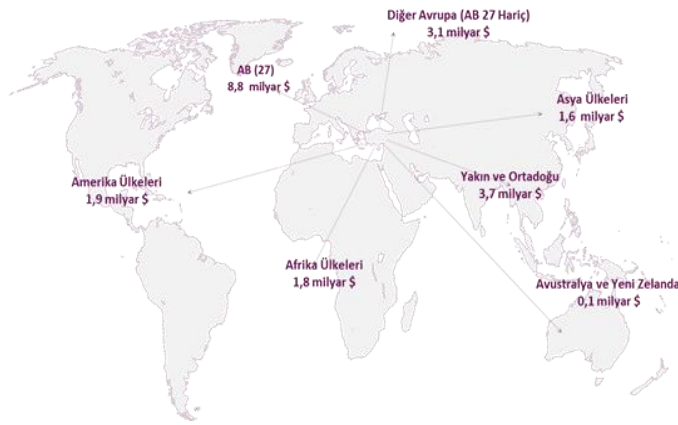 Diğer Avrupa (AB 27 Hariç)
3,1 milyar $
AB (27)
8,8 milyar $
Asya Ülkeleri
1,6 milyar $
Amerika Ülkeleri
1,9 milyar $
Yakın ve Ortadoğu
3,7 milyar $
Afrika Ülkeleri
1,8 milyar $
Avustralya ve Yeni Zelanda
0,1 milyar $